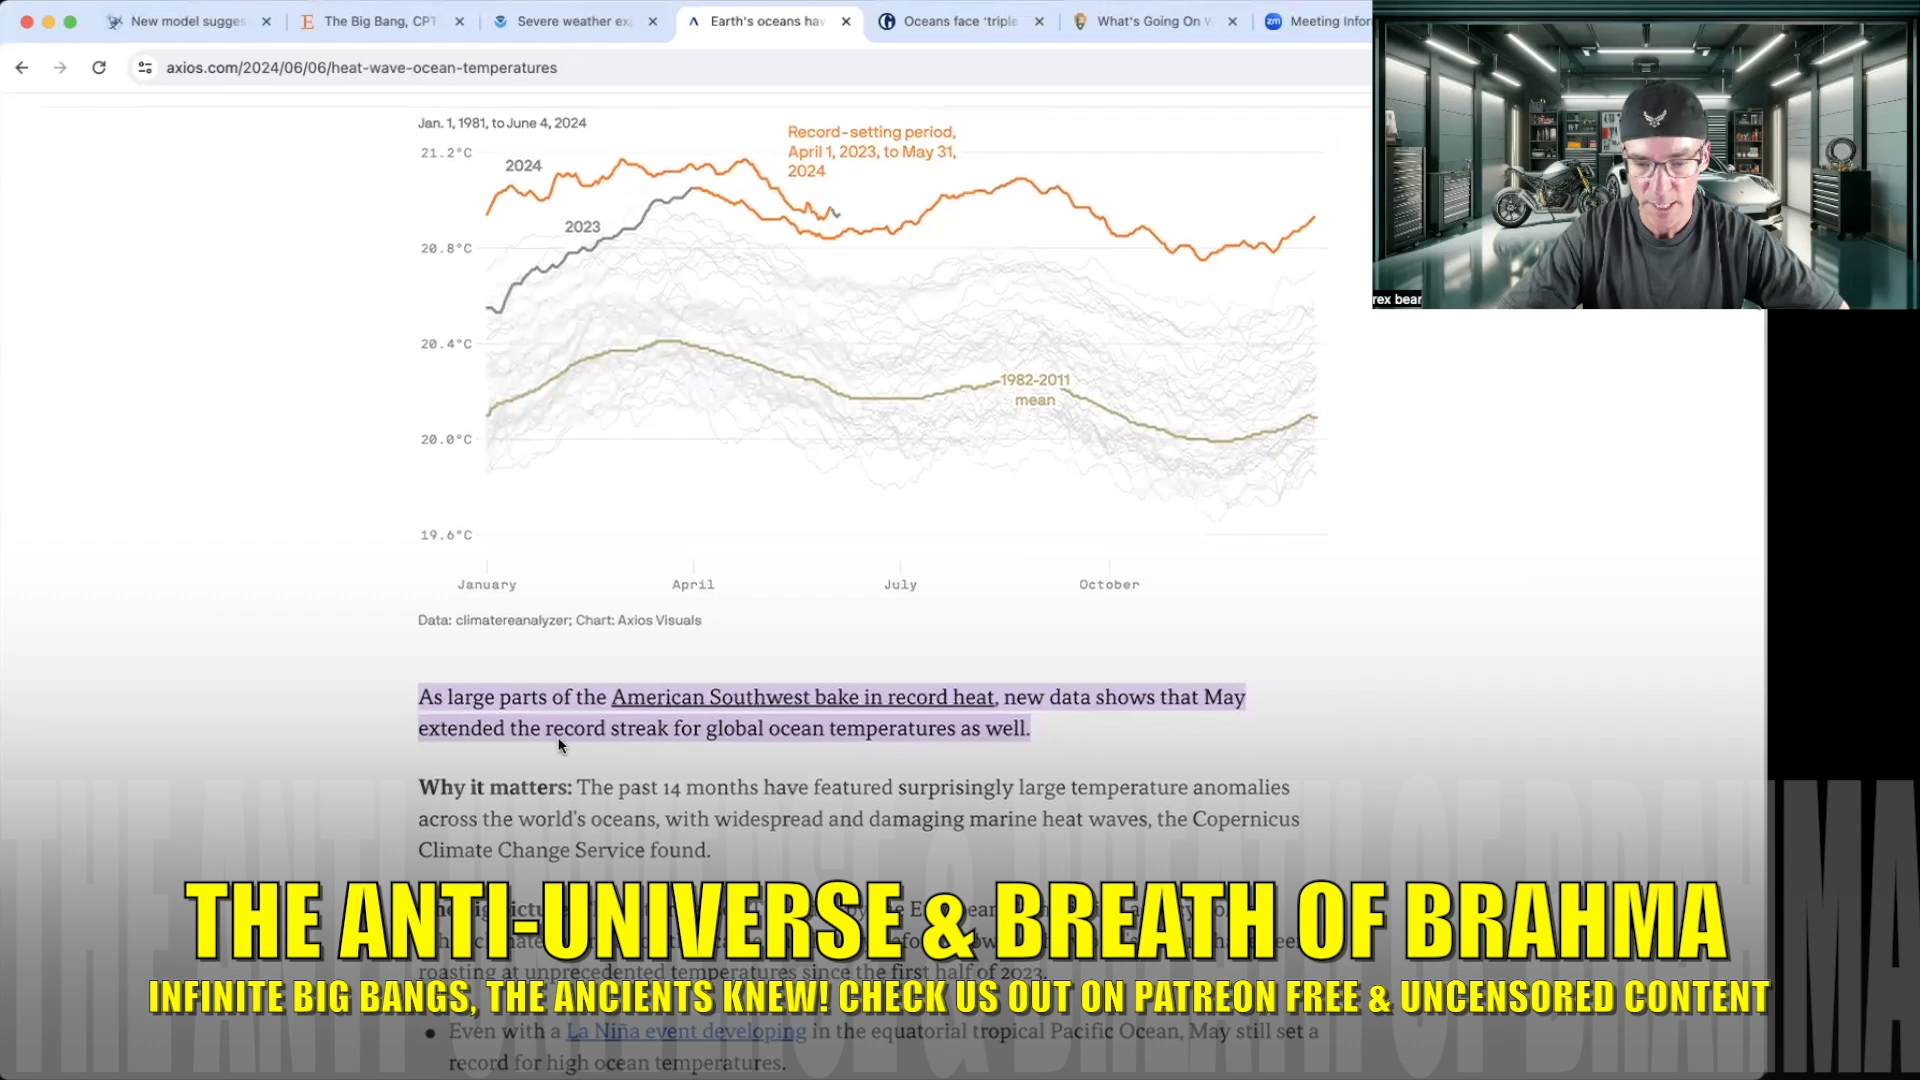 New model sugges
The Big Bang, CPT
Severe weather ex
Earth's oceans hav
Oceans face 'triple
What's Going On
zm Meeting Infor
axios.com/2024/06/06/heat-wave-ocean-temperatures
rex bear
Jan. 1, 1981, to June 4, 2024
21.2°C
2024
Record-setting period,
April 1, 2023, to May 31,
2024
2023
20.8°C
20.4°C
1982-2011
mean
20.0°C
19.6°C
January April July October
Data: climatereanalyzer; Chart: Axios Visuals
As large parts of the American Southwest bake in record heat, new data shows that May
extended the record streak for global ocean temperatures as well.
Why it matters: The past 14 months have featured surprisingly large temperature anomalies
across the world's oceans, with widespread and damaging marine heat waves, the Copernicus
Climate Change Service found.
THE ANTI-UNIVERSE & BREATH OF BRAHMA
roasting at unprecedented temperatures since the first half of 2023.
INFINITE BIG BANGS, THE ANCIENTS KNEW! CHECK US OUT ON PATREON FREE & UNCENSORED CONTENT
Even with a La Niña event developing in the equatorial tropical Pacific Ocean, May still set a
record for high ocean temperatures.